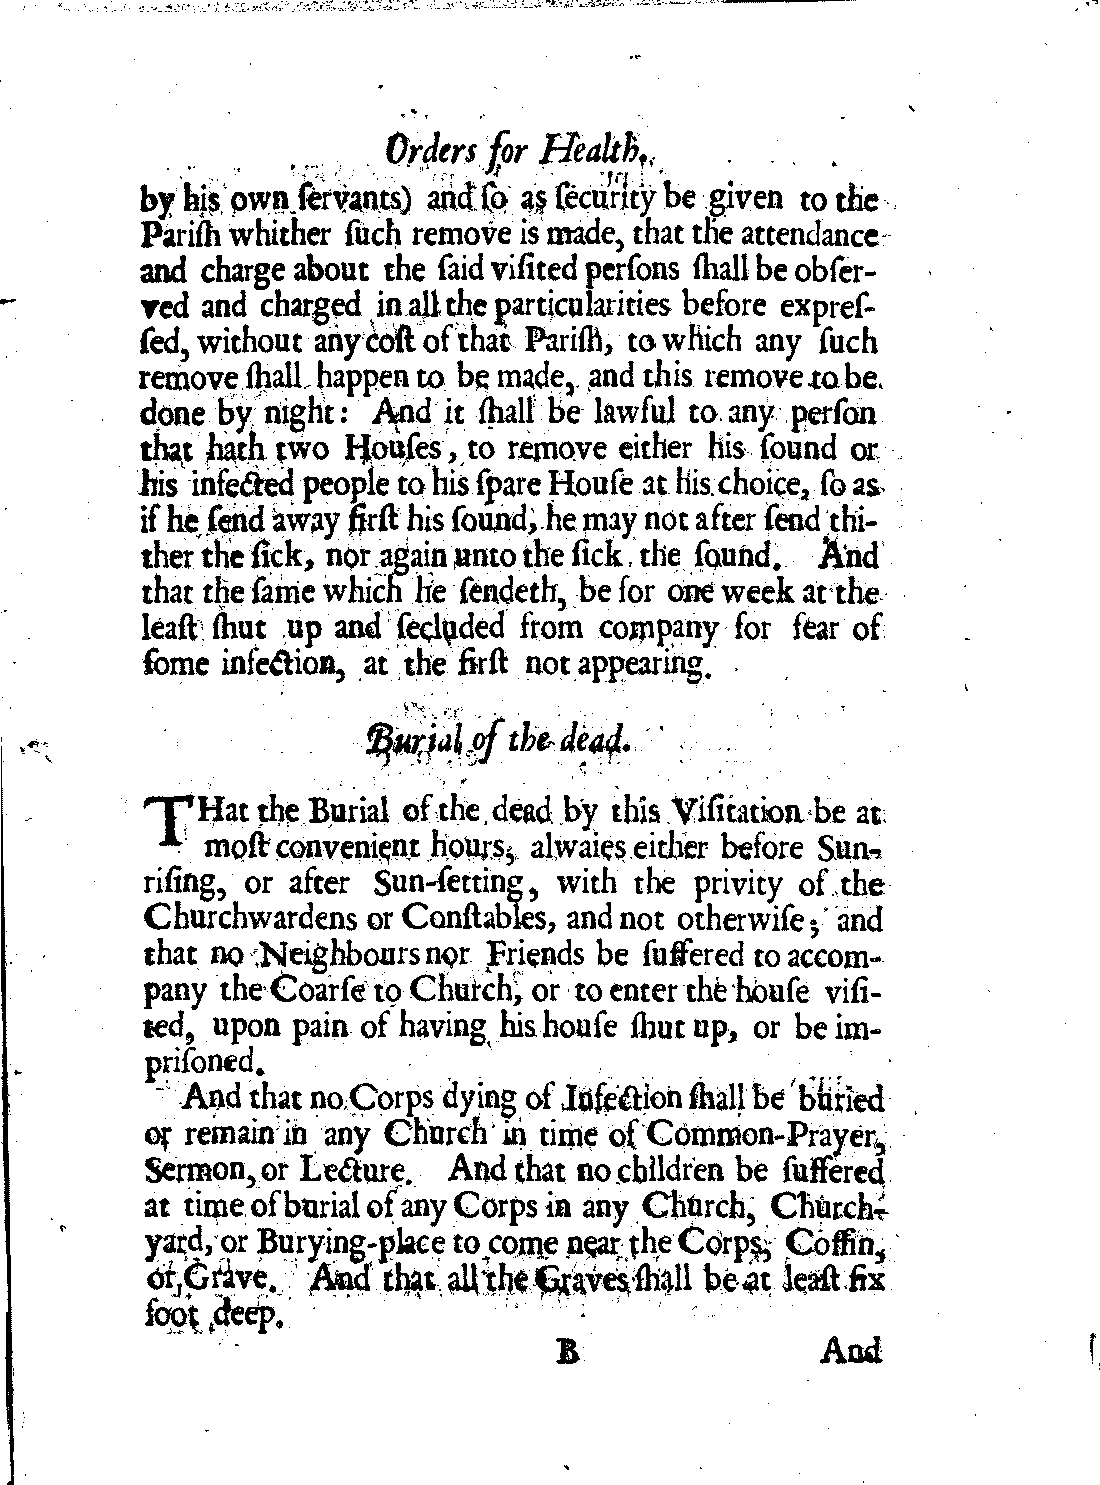 Orders for Health.
by his own ſervants) and ſo as ſecurity be given to the
Pariſh whither ſuch remove is made, that the attendance
and charge about the ſaid viſited perſons ſhall be obſer-
ved and charged in all the particularities before expreſ-
ſed, without any coſt of that Pariſh, to which any ſuch
remove ſhall happen to be made, and this remove to be
done by night: And it ſhall be lawful to any perſon
that hath two Houſes, to remove either his ſound or
his infected people to his ſpare Houſe at his choice, ſo as
if he ſend away firſt his ſound, he may not after ſend thi-
ther the ſick, nor again unto the ſick the ſound. And
that the ſame which he ſendeth, be for one week at the
leaſt ſhut up and ſecluded from company for fear of
ſome infection, at the firſt not appearing.
Burial of the dead.
THat the Burial of the dead by this Viſitation be at
moſt convenient hours, alwaies either before Sun-
riſing, or after Sun-ſetting, with the privity of the
Churchwardens or Conſtables, and not otherwiſe; and
that no Neighbours nor Friends be ſuffered to accom-
pany the Coarſe to Church, or to enter the houſe viſi-
ted, upon pain of having his houſe ſhut up, or be im-
priſoned.
And that no Corps dying of Infection ſhall be buried
or remain in any Church in time of Common-Prayer,
Sermon, or Lecture. And that no children be ſuffered
at time of burial of any Corps in any Church, Church-
yard, or Burying-place to come near the Corps, Coffin,
or Grave. And that all the Graves ſhall be at leaſt ſix
foot deep.
B And